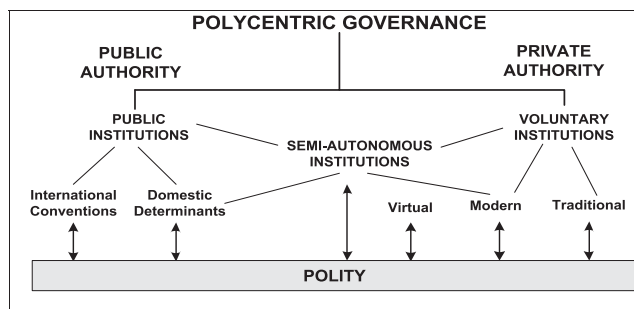 POLYCENTRIC GOVERNANCE
PUBLIC
AUTHORITY
PRIVATE
AUTHORITY
PUBLIC
INSTITUTIONS
SEMI-AUTONOMOUS
INSTITUTIONS
VOLUNTARY
INSTITUTIONS
International
Conventions
Domestic
Determinants
Virtual
Modern
Traditional
POLITY